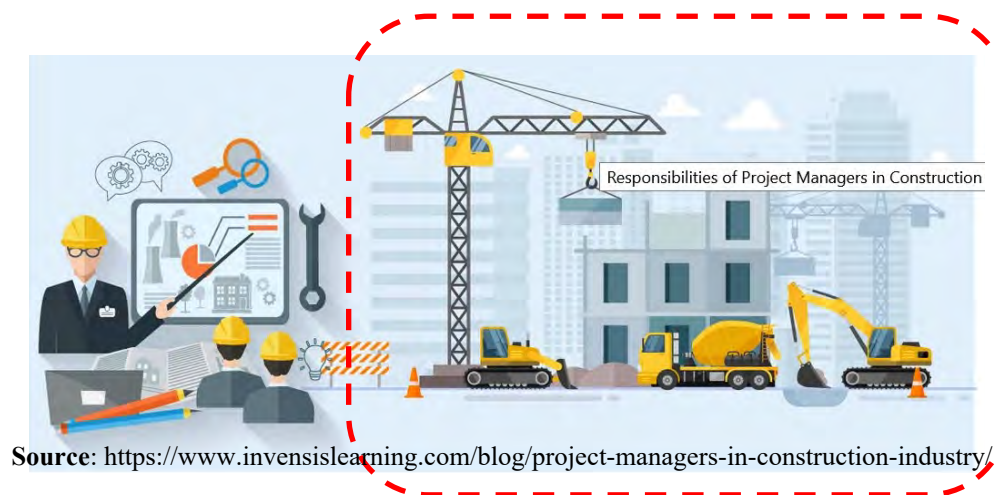 Responsibilities of Project Managers in Construction
Source: https://www.invensislearning.com/blog/project-managers-in-construction-industry/